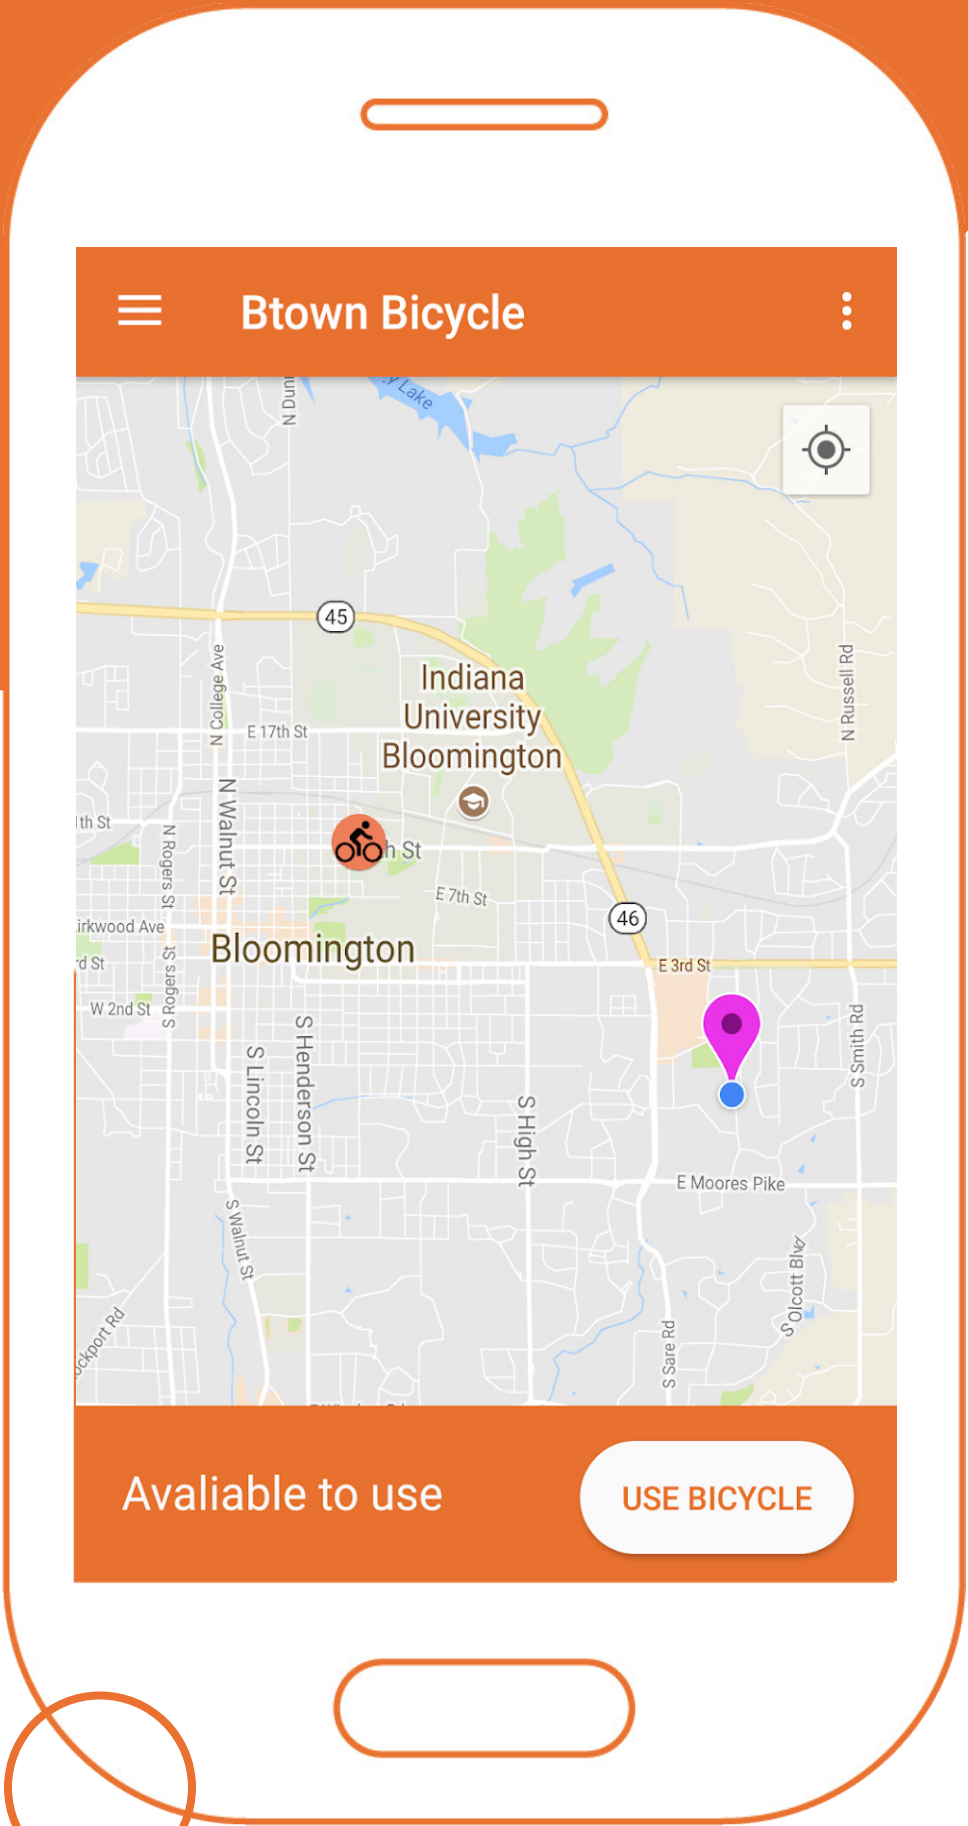 Btown Bicycle
N Dun
y Lake
45
Indiana
University
Bloomington
N College Ave
E 17th St
N Russell Rd
N Walnut St
th St
N Rogers St
h St
E 7th St
46
irkwood Ave
Bloomington
rd St
E 3rd St
S Rogers St
W 2nd St
S Henderson St
S Lincoln St
S Smith Rd
S High St
E Moores Pike
S Walnut St
S Olcott Blvd
ockport Rd
S Sare Rd
Avaliable to use
USE BICYCLE